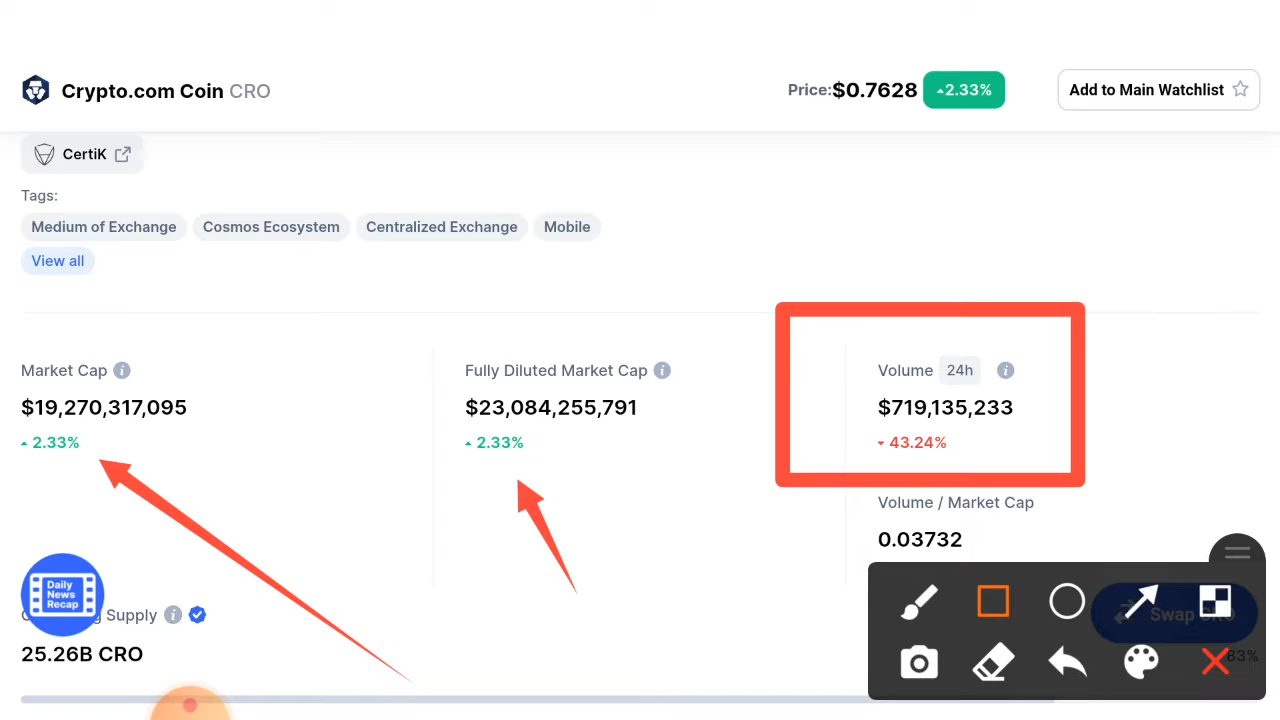 Crypto.com Coin CRO
Price:$0.7628 2.33%
Add to Main Watchlist
CertiK
Tags:
Medium of Exchange Cosmos Ecosystem Centralized Exchange Mobile
View all
Market Cap
$19,270,317,095
2.33%
Fully Diluted Market Cap
$23,084,255,791
2.33%
Volume 24h
$719,135,233
43.24%
Volume / Market Cap
0.03732
Daily
News
Recap
Supply
25.26B CRO
Swap CRO
83%